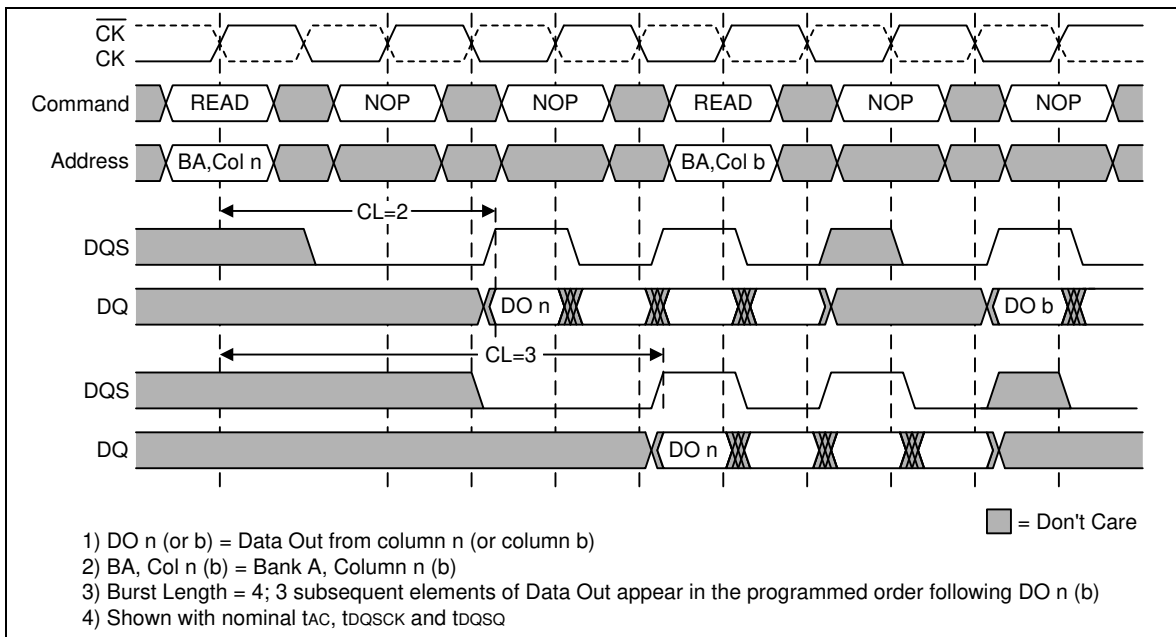 CK
CK
Command READ NOP NOP READ NOP NOP
Address BA,Col n BA,Col b
CL=2
DQS
DQ DO n DO b
CL=3
DQS
DQ DO n
= Don't Care
1) DO n (or b) = Data Out from column n (or column b)
2) BA, Col n (b) = Bank A, Column n (b)
3) Burst Length = 4; 3 subsequent elements of Data Out appear in the programmed order following DO n (b)
4) Shown with nominal tAC, tDQSCK and tDQSQ